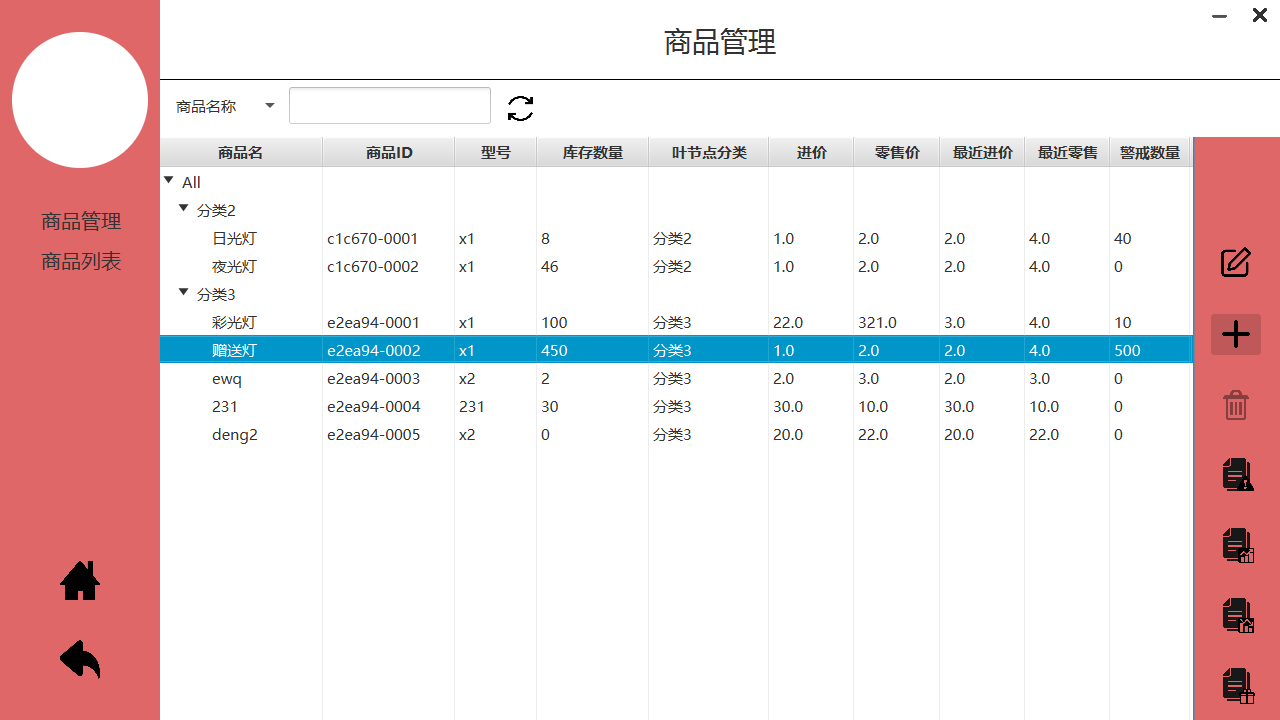 商品管理
商品管理
商品列表
商品名称
商品名 商品ID 型号 库存数量 叶节点分类 进价 零售价 最近进价 最近零售 警戒数量
All
分类2
日光灯 c1c670-0001 x1 8 分类2 1.0 2.0 2.0 4.0 40
夜光灯 c1c670-0002 x1 46 分类2 1.0 2.0 2.0 4.0 0
分类3
彩光灯 e2ea94-0001 x1 100 分类3 22.0 321.0 3.0 4.0 10
赠送灯 e2ea94-0002 x1 450 分类3 1.0 2.0 2.0 4.0 500
ewq e2ea94-0003 x2 2 分类3 2.0 3.0 2.0 3.0 0
231 e2ea94-0004 231 30 分类3 30.0 10.0 30.0 10.0 0
deng2 e2ea94-0005 x2 0 分类3 20.0 22.0 20.0 22.0 0